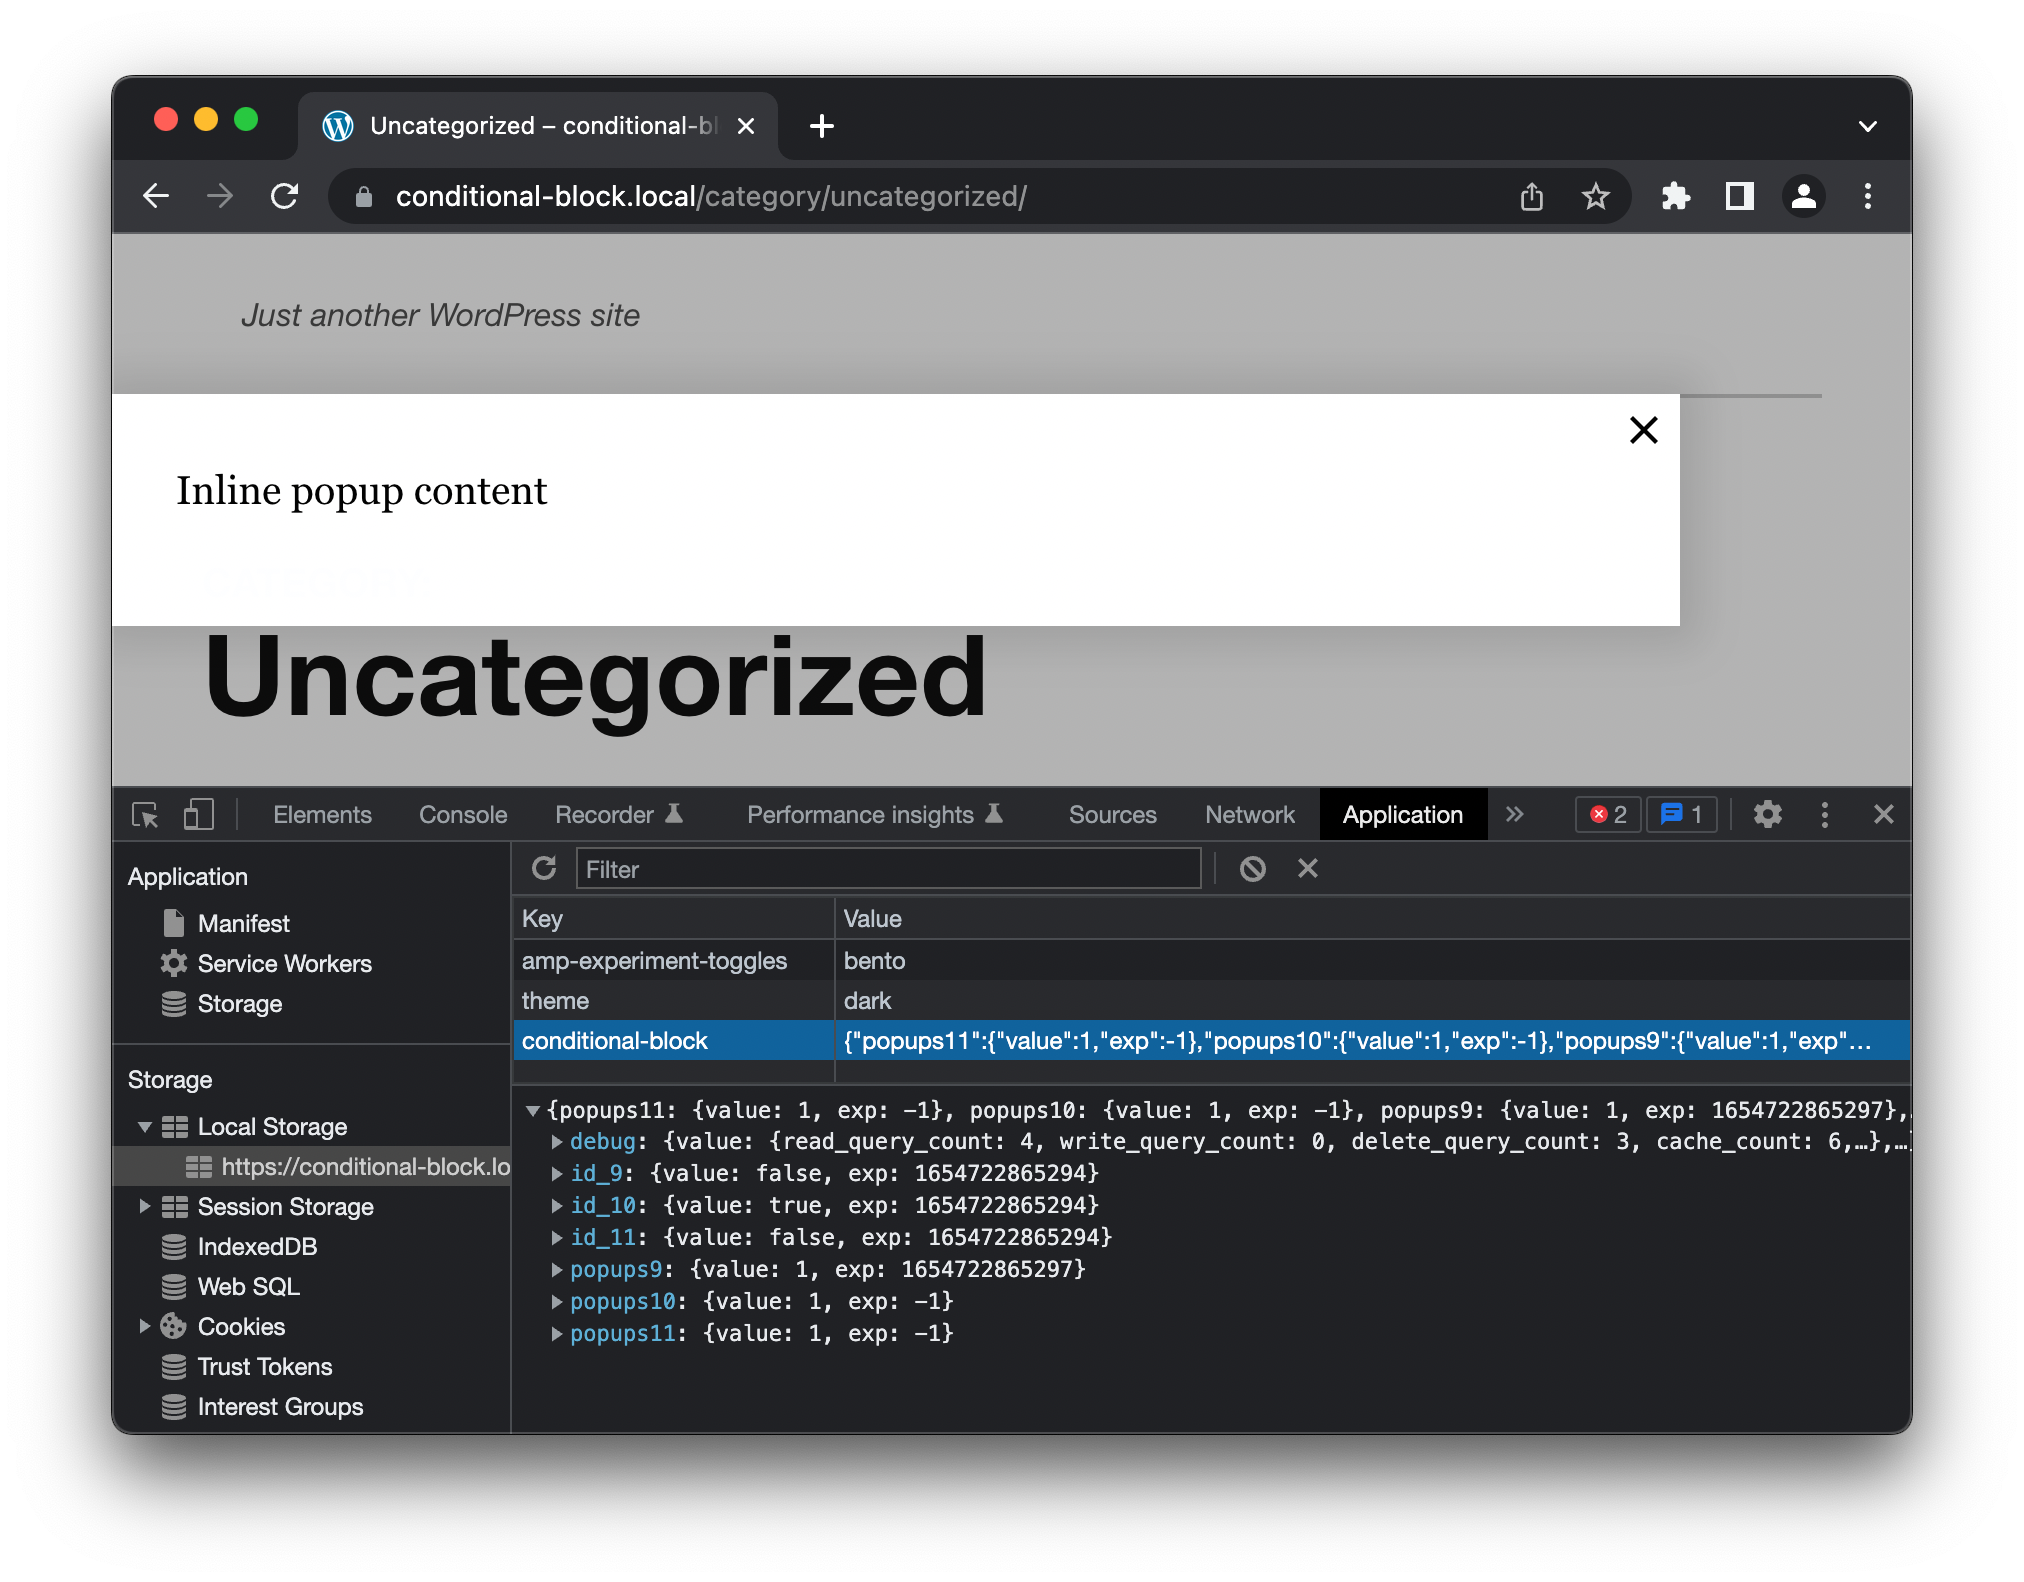 Uncategorized – conditional-bl
conditional-block.local/category/uncategorized/
Just another WordPress site
Inline popup content
Uncategorized
Elements Console Recorder Performance insights Sources Network Application 2 1
Application
Manifest
Service Workers
Storage
Storage
Local Storage
https://conditional-block.lo
Session Storage
IndexedDB
Web SQL
Cookies
Trust Tokens
Interest Groups
Filter
Key Value
amp-experiment-toggles bento
theme dark
conditional-block {"popups11":{"value":1,"exp":-1},"popups10":{"value":1,"exp":-1},"popups9":{"value":1,"exp"…
{popups11: {value: 1, exp: -1}, popups10: {value: 1, exp: -1}, popups9: {value: 1, exp: 1654722865297},…
debug: {value: {read_query_count: 4, write_query_count: 0, delete_query_count: 3, cache_count: 6,…},…}
id_9: {value: false, exp: 1654722865294}
id_10: {value: true, exp: 1654722865294}
id_11: {value: false, exp: 1654722865294}
popups9: {value: 1, exp: 1654722865297}
popups10: {value: 1, exp: -1}
popups11: {value: 1, exp: -1}